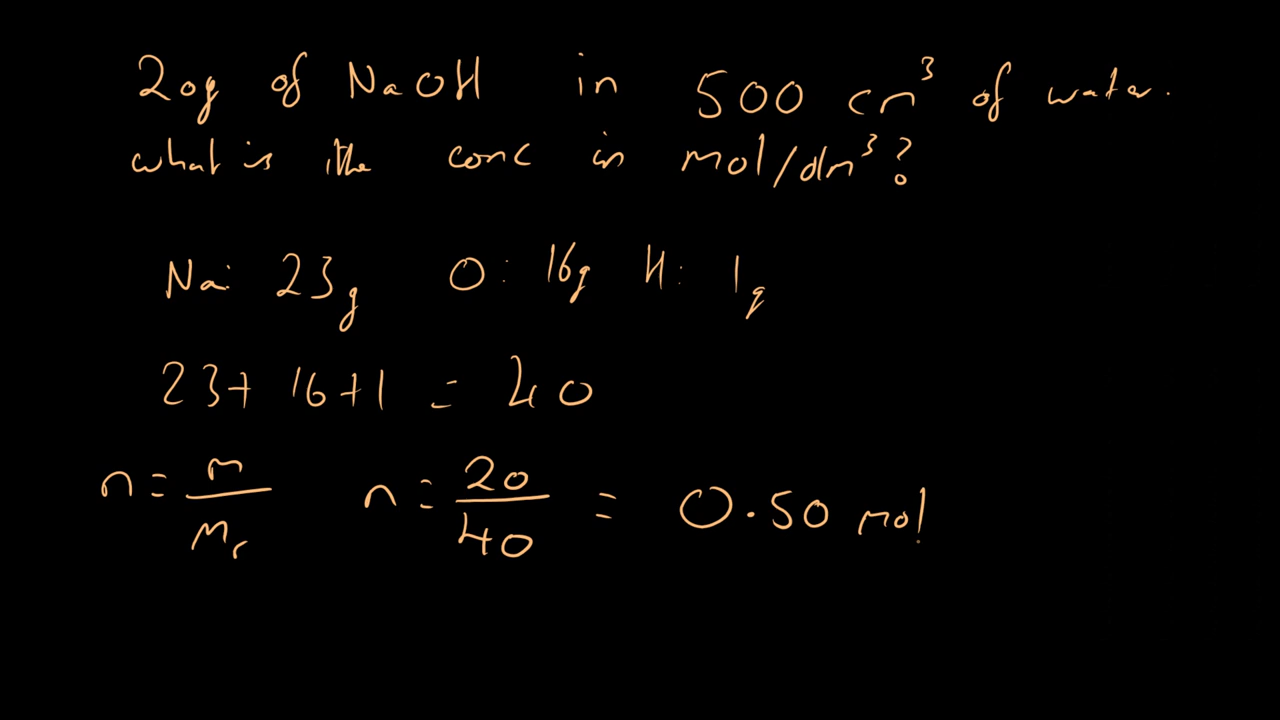 20g of NaOH in 500 cm³ of water.
what is the conc in mol/dm³?
Na: 23g O: 16g H: 1g
23+ 16+1 = 40
n = m/Mr n = 20/40 = 0.50 mol